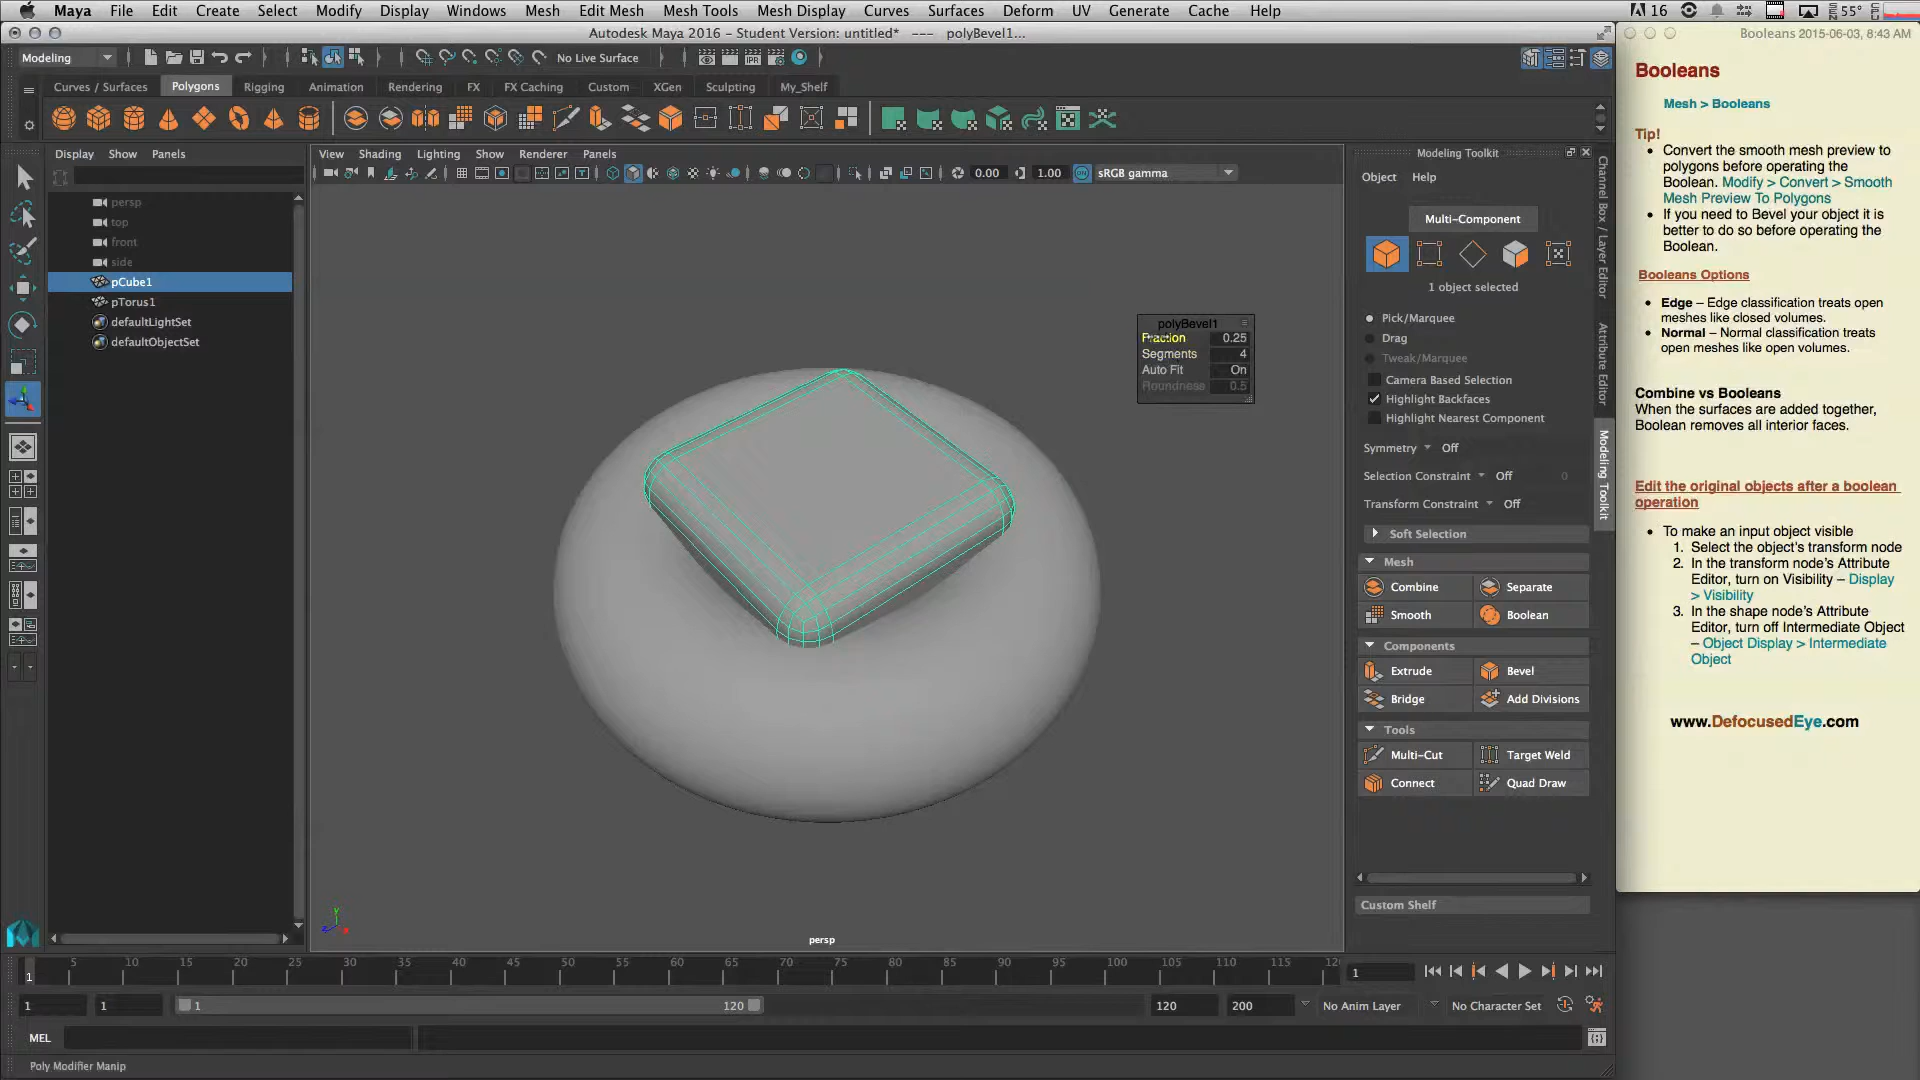 Maya File Edit Create Select Modify Display Windows Mesh Edit Mesh Mesh Tools Mesh Display Curves Surfaces Deform UV Generate Cache Help
16 55°
Autodesk Maya 2016 - Student Version: untitled* --- polyBevel1...
Modeling
No Live Surface
Curves / Surfaces Polygons Rigging Animation Rendering FX FX Caching Custom XGen Sculpting My_Shelf
Display Show Panels
persp
top
front
side
pCube1
pTorus1
defaultLightSet
defaultObjectSet
View Shading Lighting Show Renderer Panels
0.00 1.00 sRGB gamma
polyBevel1
Fraction 0.25
Segments 4
Auto Fit On
Roundness 0.5
persp
Modeling Toolkit
Object Help
Multi-Component
1 object selected
Pick/Marquee
Drag
Tweak/Marquee
Camera Based Selection
Highlight Backfaces
Highlight Nearest Component
Symmetry Off
Selection Constraint Off 0
Transform Constraint Off
Soft Selection
Mesh
Combine Separate
Smooth Boolean
Components
Extrude Bevel
Bridge Add Divisions
Tools
Multi-Cut Target Weld
Connect Quad Draw
Custom Shelf
Channel Box / Layer Editor
Attribute Editor
Modeling Toolkit
Booleans 2015-06-03, 8:43 AM
Booleans
Mesh > Booleans
Tip!
• Convert the smooth mesh preview to
polygons before operating the
Boolean. Modify > Convert > Smooth
Mesh Preview To Polygons
• If you need to Bevel your object it is
better to do so before operating the
Boolean.
Booleans Options
• Edge – Edge classification treats open
meshes like closed volumes.
• Normal – Normal classification treats
open meshes like open volumes.
Combine vs Booleans
When the surfaces are added together,
Boolean removes all interior faces.
Edit the original objects after a boolean
operation
• To make an input object visible
1. Select the object's transform node
2. In the transform node's Attribute
Editor, turn on Visibility – Display
> Visibility
3. In the shape node's Attribute
Editor, turn off Intermediate Object
– Object Display > Intermediate
Object
www.DefocusedEye.com
1 5 10 15 20 25 30 35 40 45 50 55 60 65 70 75 80 85 90 95 100 105 110 115 1
1 1 1 120 120 200 No Anim Layer No Character Set
MEL
Poly Modifier Manip